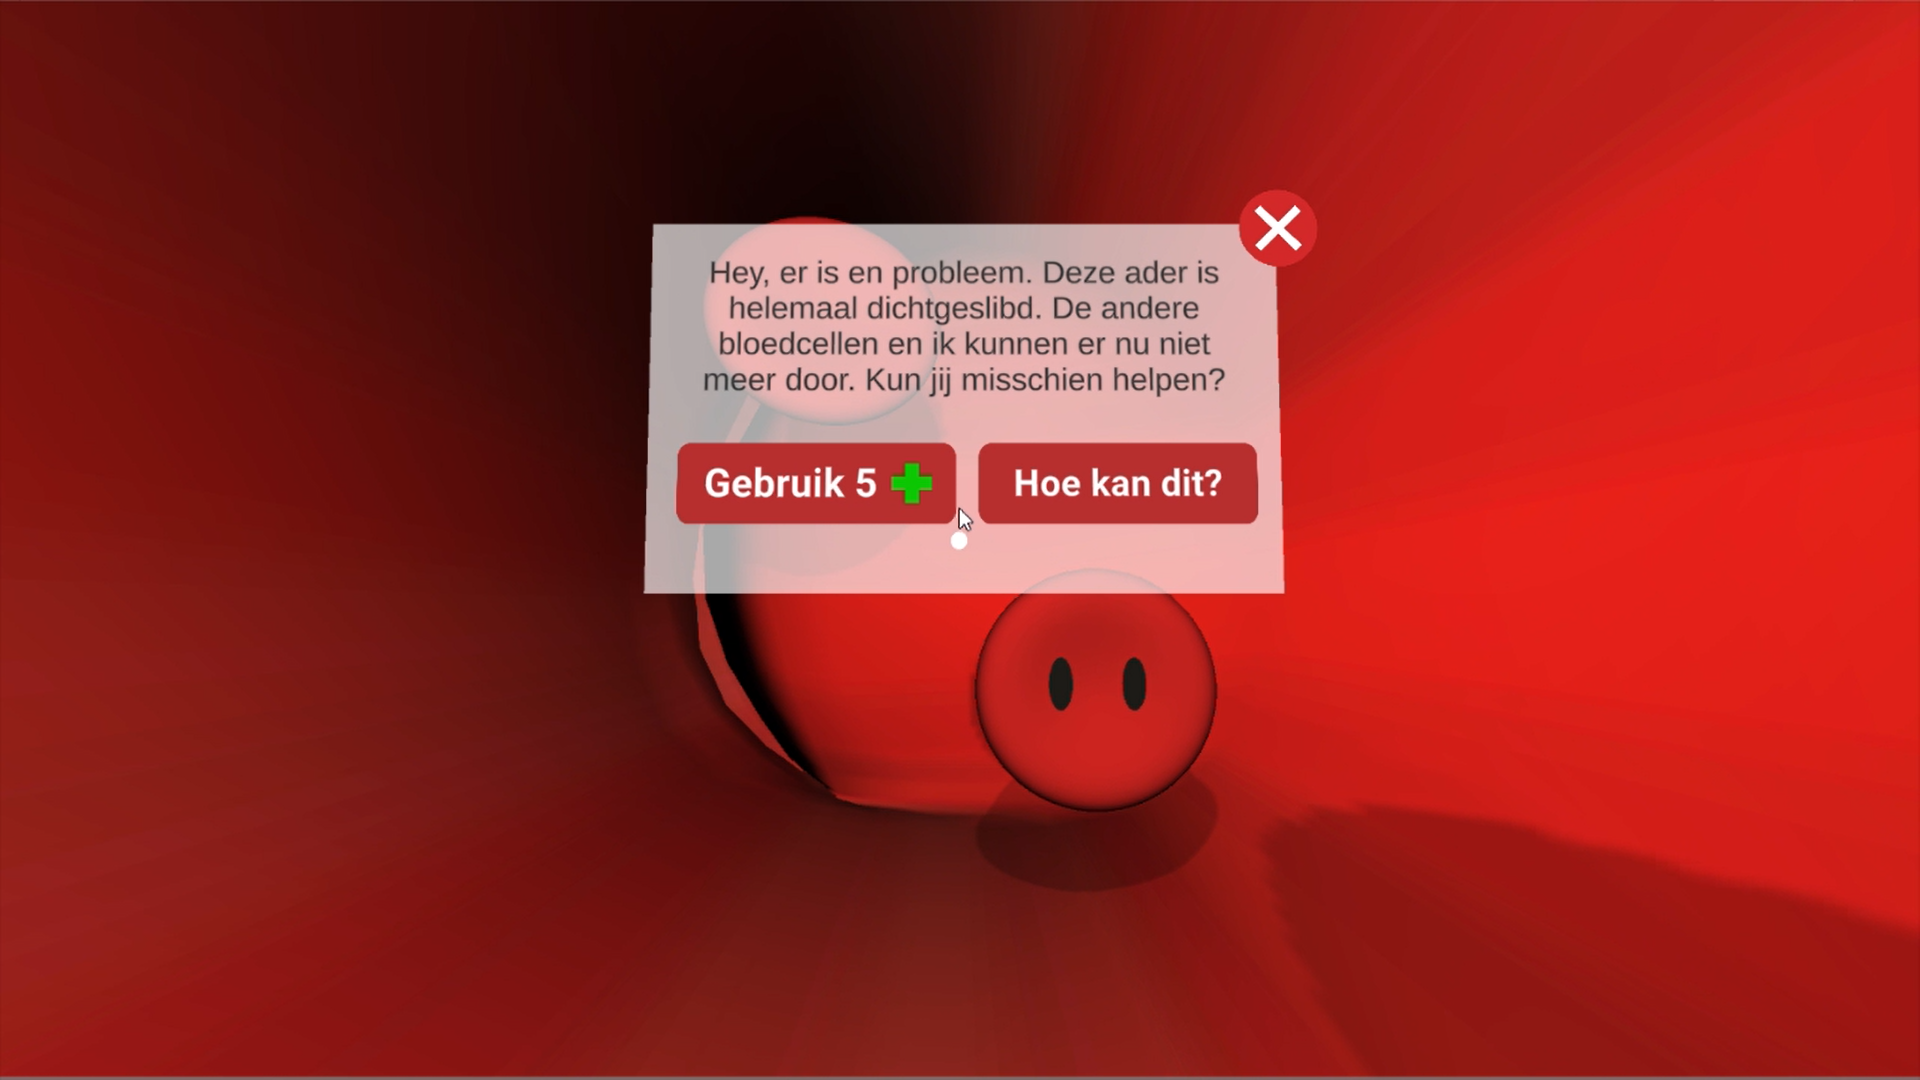 Hey, er is en probleem. Deze ader is
helemaal dichtgeslibd. De andere
bloedcellen en ik kunnen er nu niet
meer door. Kun jij misschien helpen?
Gebruik 5
Hoe kan dit?